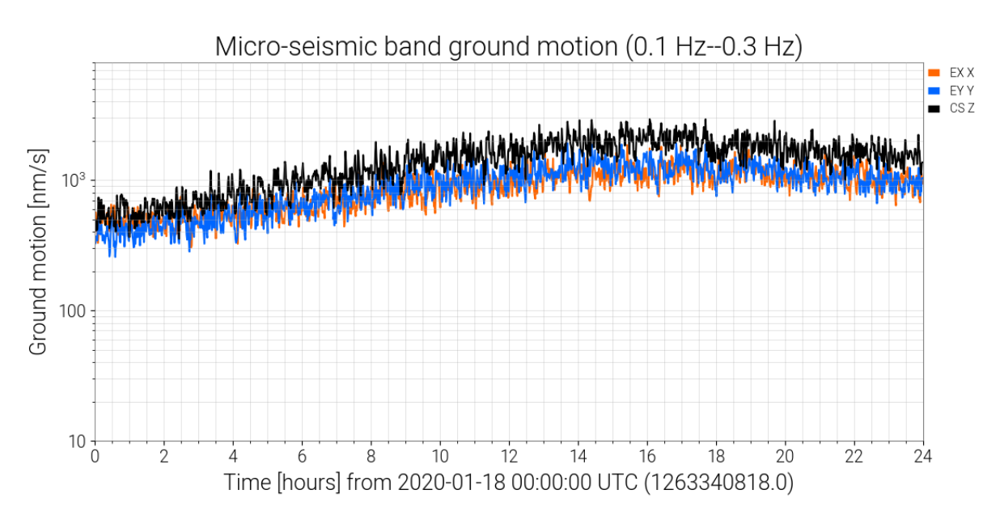 Micro-seismic band ground motion (0.1 Hz--0.3 Hz)
EX X
EY Y
CS Z
Ground motion [nm/s]
10³
100
10
0 2 4 6 8 10 12 14 16 18 20 22 24
Time [hours] from 2020-01-18 00:00:00 UTC (1263340818.0)